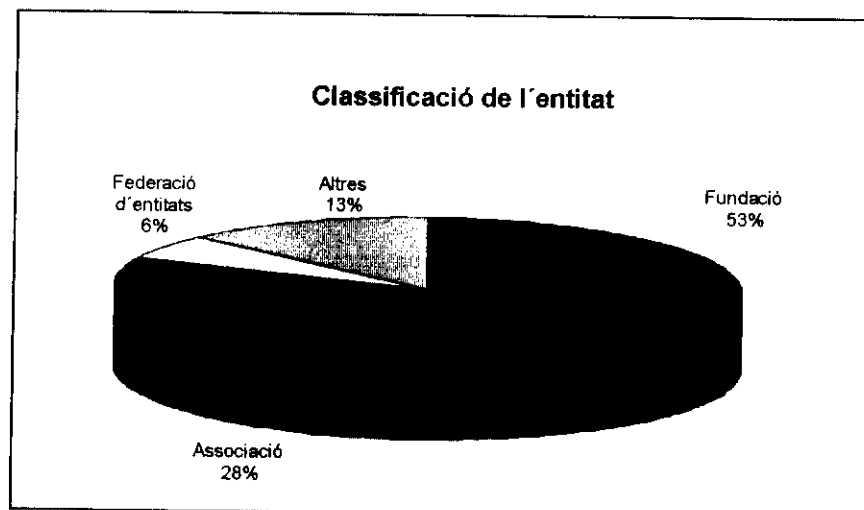 Classificació de l´entitat
Federació
d´entitats
6%
Altres
13%
Fundació
53%
Associació
28%